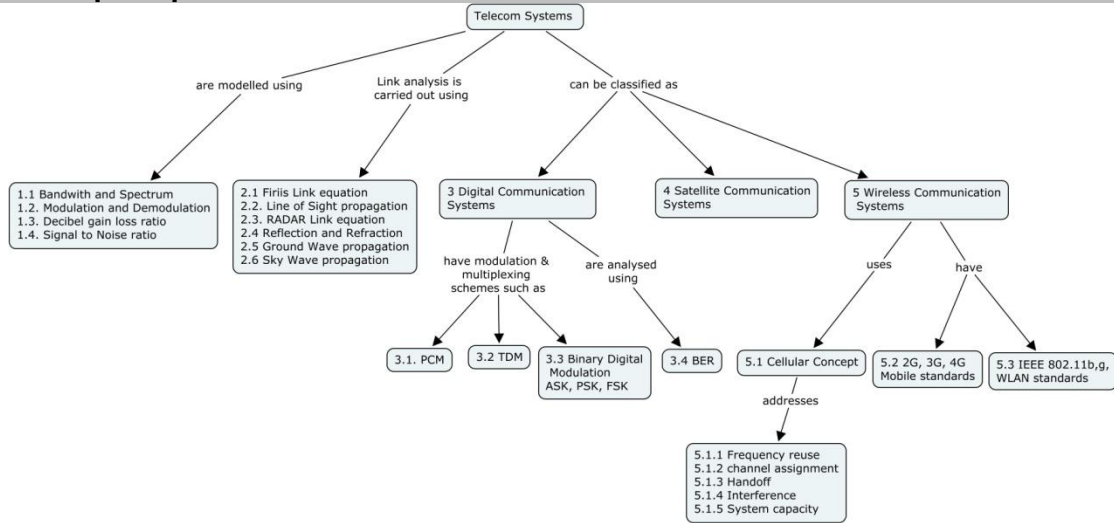 Telecom Systems
are modelled using
Link analysis is
carried out using
can be classified as
1.1 Bandwith and Spectrum
1.2. Modulation and Demodulation
1.3. Decibel gain loss ratio
1.4. Signal to Noise ratio
2.1 Firiis Link equation
2.2. Line of Sight propagation
2.3. RADAR Link equation
2.4 Reflection and Refraction
2.5 Ground Wave propagation
2.6 Sky Wave propagation
3 Digital Communication
Systems
4 Satellite Communication
Systems
5 Wireless Communication
Systems
have modulation &
multiplexing
schemes such as
are analysed
using
uses
have
3.1. PCM
3.2 TDM
3.3 Binary Digital
Modulation
ASK, PSK, FSK
3.4 BER
5.1 Cellular Concept
5.2 2G, 3G, 4G
Mobile standards
5.3 IEEE 802.11b,g,
WLAN standards
addresses
5.1.1 Frequency reuse
5.1.2 channel assignment
5.1.3 Handoff
5.1.4 Interference
5.1.5 System capacity